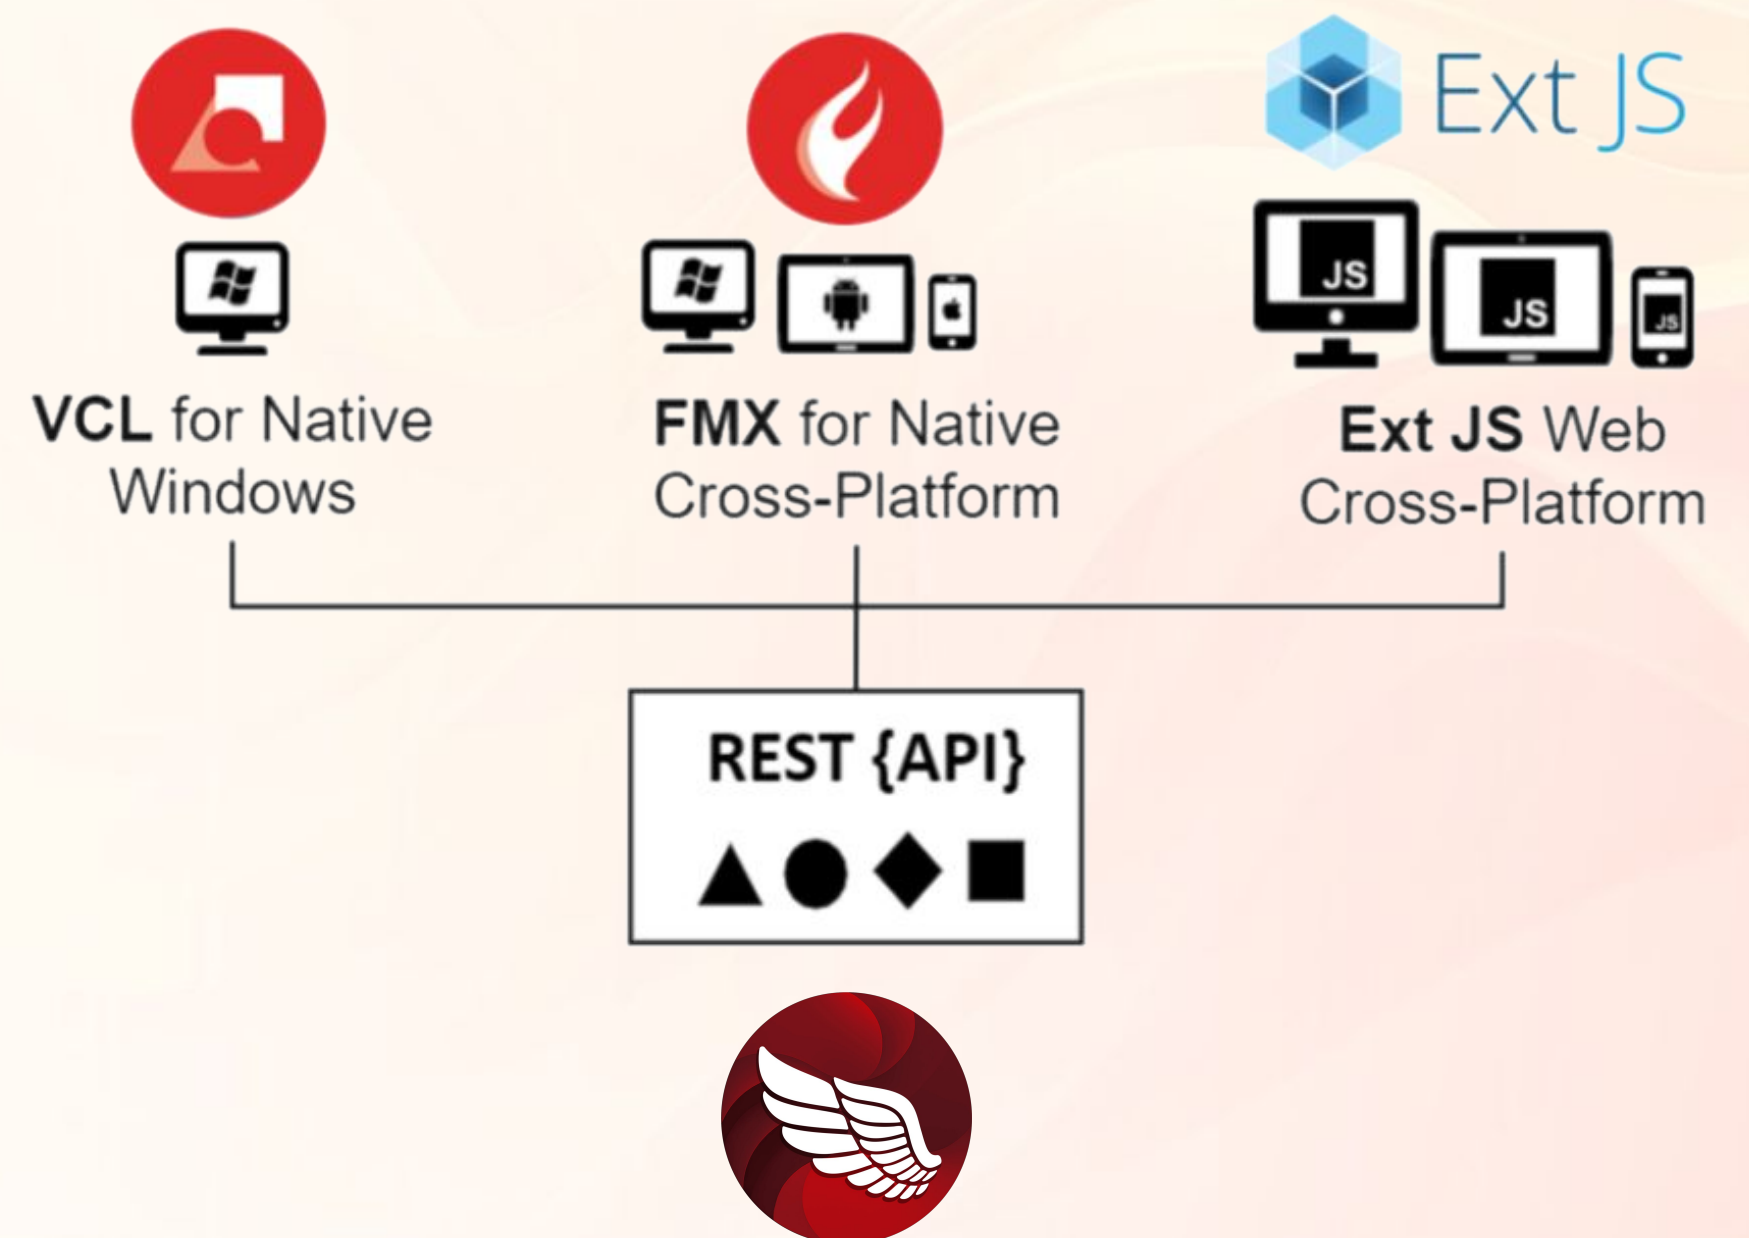 Ext JS
JS
JS
JS
VCL for Native
Windows
FMX for Native
Cross-Platform
Ext JS Web
Cross-Platform
REST {API}